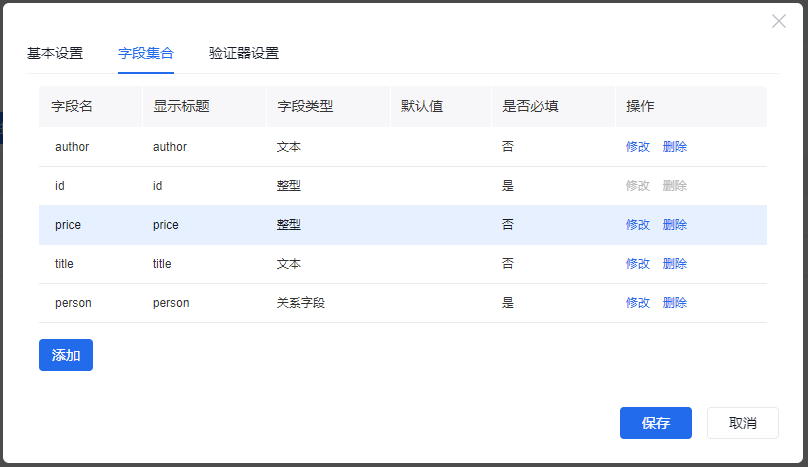 基本设置 字段集合 验证器设置
字段名 显示标题 字段类型 默认值 是否必填 操作
author author 文本 否 修改 删除
id id 整型 是 修改 删除
price price 整型 否 修改 删除
title title 文本 否 修改 删除
person person 关系字段 是 修改 删除
添加
保存 取消